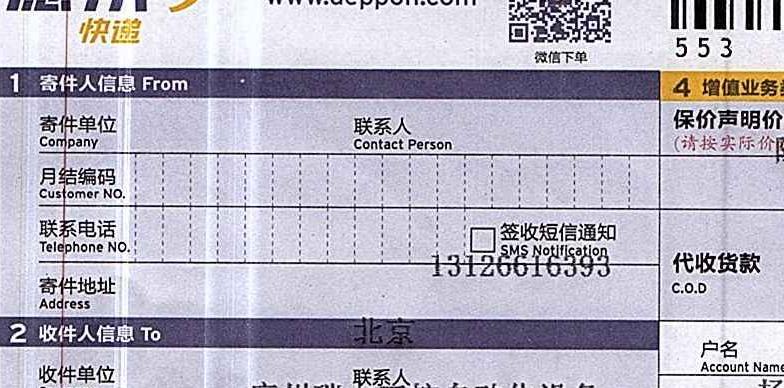 快递
www.deppon.com
微信下单
553
1 寄件人信息 From
4 增值业务
寄件单位
Company
联系人
Contact Person
保价声明价
(请按实际价
月结编码
Customer NO.
联系电话
Telephone NO.
签收短信通知
SMS Notification
13126616393
代收货款
C.O.D
寄件地址
Address
北京
2 收件人信息 To
户名
Account Name
收件单位
联系人